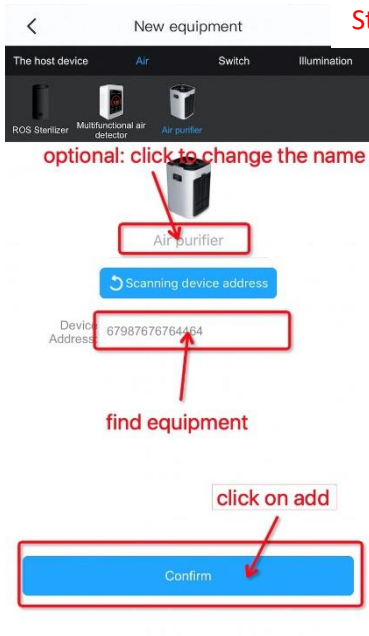 New equipment
St
The host device Air Switch Illumination
ROS Sterilizer Multifunctional air detector Air purifier
optional: click to change the name
Air purifier
Scanning device address
Device Address:
67987676764464
find equipment
click on add
Confirm